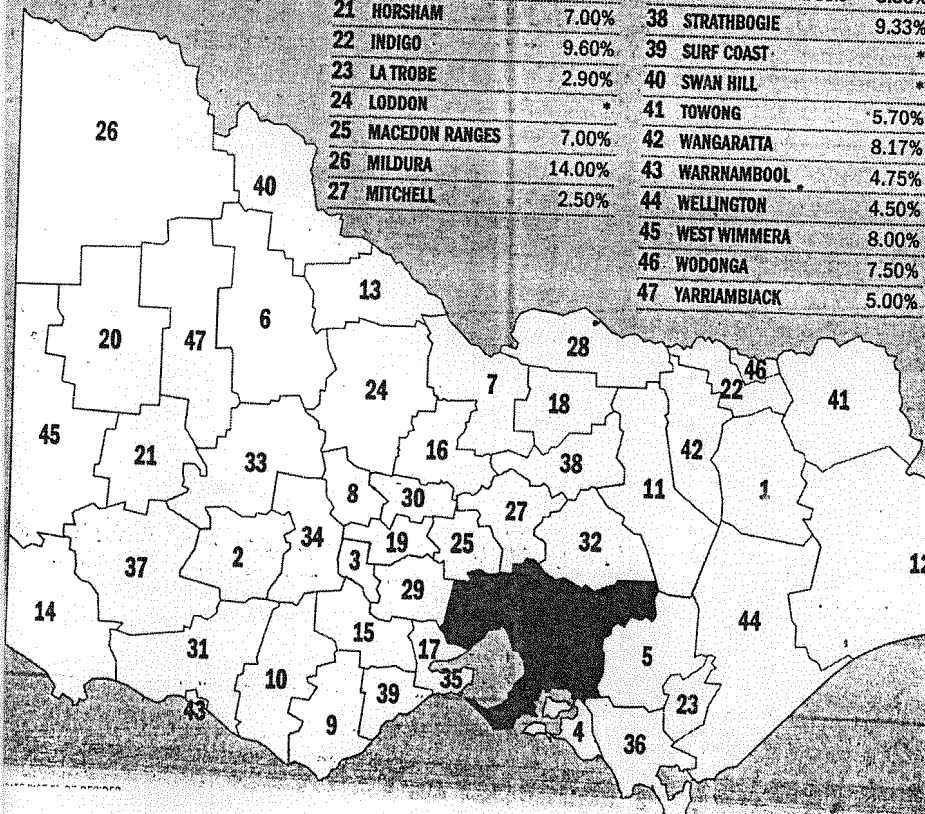 21 HORSHAM 7.00%
22 INDIGO 9.60%
23 LA TROBE 2.90%
24 LODDON *
25 MACEDON RANGES 7.00%
26 MILDURA 14.00%
27 MITCHELL 2.50%
38 STRATHBOGIE 9.33%
39 SURF COAST *
40 SWAN HILL *
41 TOWONG 5.70%
42 WANGARATTA 8.17%
43 WARRNAMBOOL 4.75%
44 WELLINGTON 4.50%
45 WEST WIMMERA 8.00%
46 WODONGA 7.50%
47 YARRIAMBIACK 5.00%
26
40
13
28
20
47
6
46
22
24
7
18
41
45
21
33
16
38
42
11
1
8
30
27
34
19
25
32
12
37
2
3
29
14
15
44
31
17
5
10
35
39
23
43
9
4
36